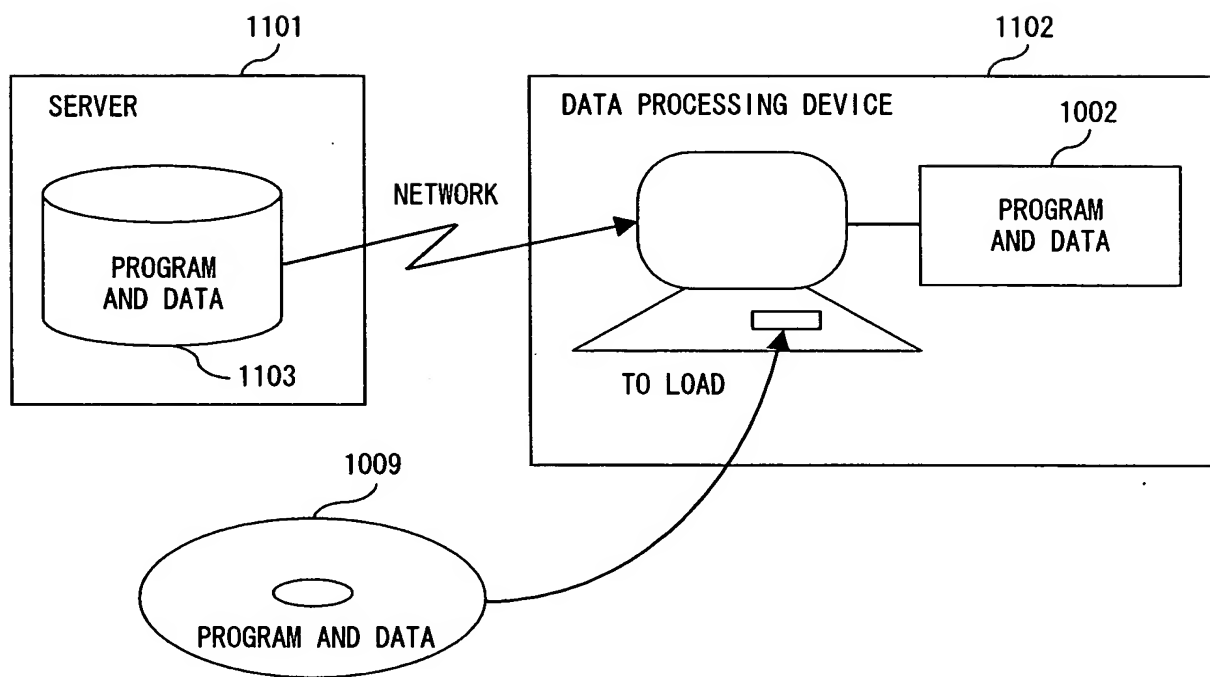 1101
1102
SERVER
DATA PROCESSING DEVICE
1002
NETWORK
PROGRAM
AND DATA
PROGRAM
AND DATA
1103
TO LOAD
1009
PROGRAM AND DATA